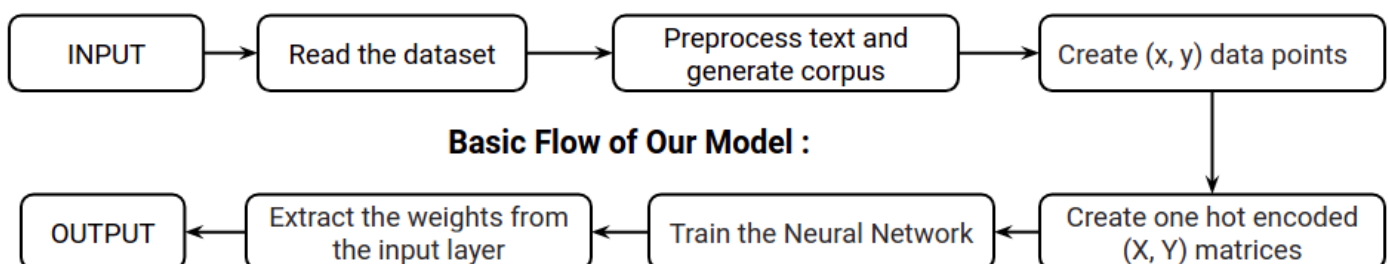 INPUT
Read the dataset
Preprocess text and
generate corpus
Create (x, y) data points
Basic Flow of Our Model :
OUTPUT
Extract the weights from
the input layer
Train the Neural Network
Create one hot encoded
(X, Y) matrices